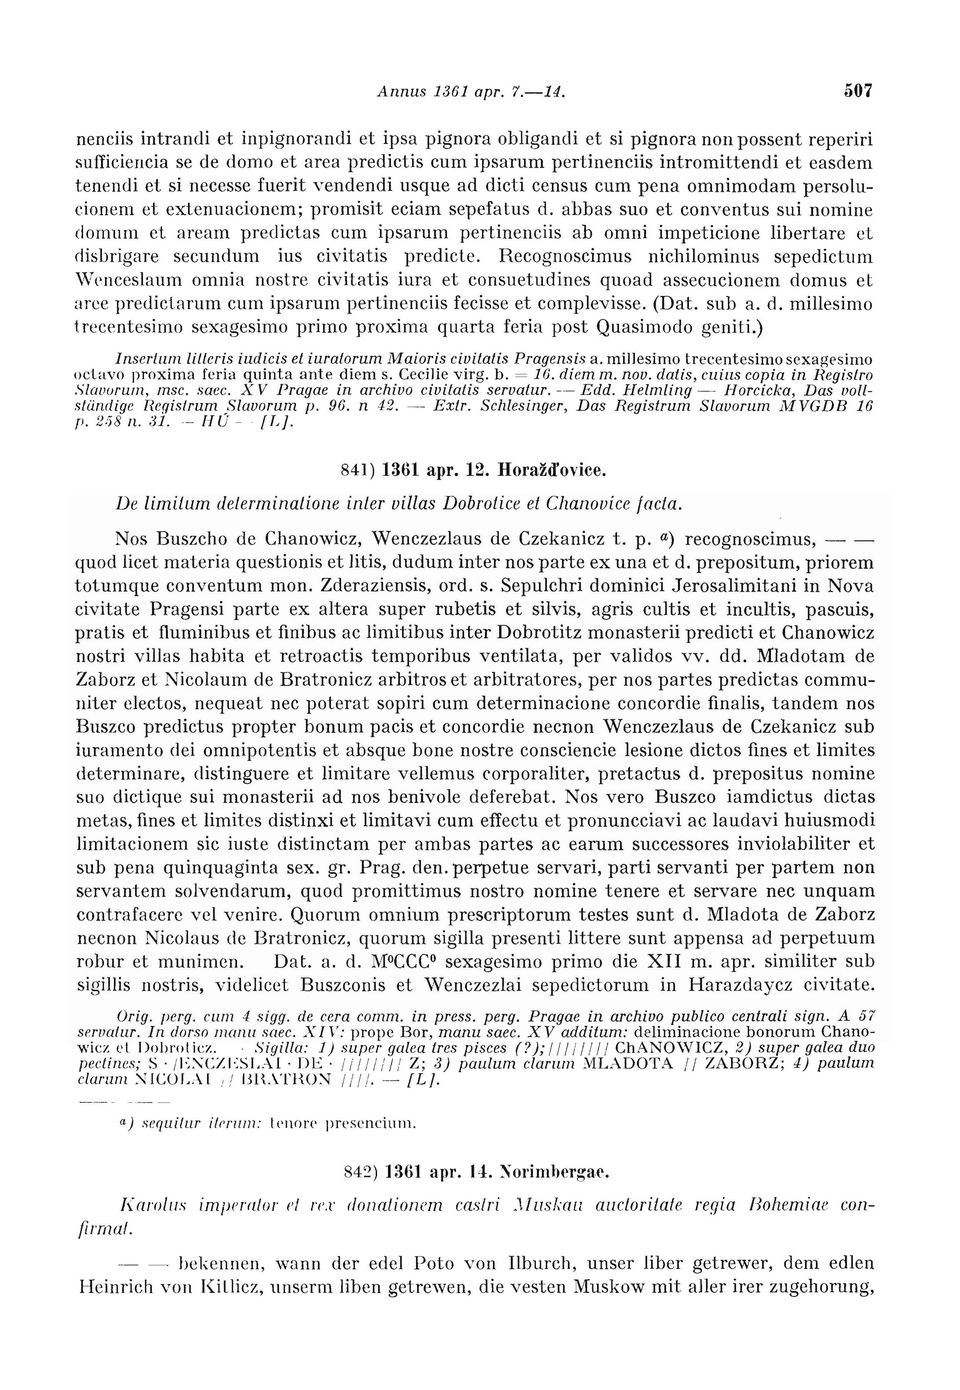 Annus 1361 apr. 7.—14. 507
nenciis intrandi et inpignorandi et ipsa pignora obligandi et si pignora non possent reperiri
sufficiencia se de domo et area predictis cum ipsarum pertinenciis intromittendi et easdem
tenendi et si necesse fuerit vendendi usque ad dicti census cum pena omnimodam persolu-
cionem et extenuacionem; promisit eciam sepefatus d. abbas suo et conventus sui nomine
domum et aream predictas cum ipsarum pertinenciis ab omni impeticione libertare et
disbrigare secundum ius civitatis predicte. Recognoscimus nichilominus sepedictum
Wenceslaum omnia nostre civitatis iura et consuetudines quoad assecucionem domus et
aree predictarum cum ipsarum pertinenciis fecisse et complevisse. (Dat. sub a. d. millesimo
trecentesimo sexagesimo primo proxima quarta feria post Quasimodo geniti.)
Insertum litteris iudicis et iuratorum Maioris civitatis Pragensis a. millesimo trecentesimo sexagesimo
octavo proxima feria quinta ante diem s. Cecilie virg. b. = 16. diem m. nov. datis, cuius copia in Registro
Slavorum, msc. saec. XV Pragae in archivo civitatis servatur. — Edd. Helmling — Horcicka, Das voll-
ständige Registrum Slavorum p. 96. n 42. — Extr. Schlesinger, Das Registrum Slavorum MVGDB 16
p. 258 n. 31. — HÚ - [L].
841) 1361 apr. 12. Horažďovice.
De limitum determinatione inter villas Dobrotice et Chanovice facta.
Nos Buszcho de Chanowicz, Wenczezlaus de Czekanicz t. p. a) recognoscimus, — —
quod licet materia questionis et litis, dudum inter nos parte ex una et d. prepositum, priorem
totumque conventum mon. Zderaziensis, ord. s. Sepulchri dominici Jerosalimitani in Nova
civitate Pragensi parte ex altera super rubetis et silvis, agris cultis et incultis, pascuis,
pratis et fluminibus et finibus ac limitibus inter Dobrotitz monasterii predicti et Chanowicz
nostri villas habita et retroactis temporibus ventilata, per validos vv. dd. Mladotam de
Zaborz et Nicolaum de Bratronicz arbitros et arbitratores, per nos partes predictas commu-
niter electos, nequeat nec poterat sopiri cum determinacione concordie finalis, tandem nos
Buszco predictus propter bonum pacis et concordie necnon Wenczezlaus de Czekanicz sub
iuramento dei omnipotentis et absque bone nostre consciencie lesione dictos fines et limites
determinare, distinguere et limitare vellemus corporaliter, pretactus d. prepositus nomine
suo dictique sui monasterii ad nos benivole deferebat. Nos vero Buszco iamdictus dictas
metas, fines et limites distinxi et limitavi cum effectu et pronuncciavi ac laudavi huiusmodi
limitacionem sic iuste distinctam per ambas partes ac earum successores inviolabiliter et
sub pena quinquaginta sex. gr. Prag. den. perpetue servari, parti servanti per partem non
servantem solvendarum, quod promittimus nostro nomine tenere et servare nec unquam
contrafacere vel venire. Quorum omnium prescriptorum testes sunt d. Mladota de Zaborz
necnon Nicolaus de Bratronicz, quorum sigilla presenti littere sunt appensa ad perpetuum
robur et munimen. Dat. a. d. MºCCCº sexagesimo primo die XII m. apr. similiter sub
sigillis nostris, videlicet Buszconis et Wenczezlai sepedictorum in Harazdaycz civitate.
Orig. perg. cum 4 sigg. de cera comm. in press. perg. Pragae in archivo publico centrali sign. A 57
servatur. In dorso manu saec. XIV: prope Bor, manu saec. XV additum: deliminacione bonorum Chano-
wicz et Dobroticz. - Sigilla: 1) super galea tres pisces (?);//////// ChANOWICZ, 2) super galea duo
pectines; S · /ENCZESLAI · DE · //////// Z; 3) paulum clarum MLADOTA // ZABORZ; 4) paulum
clarum NICOLAI // BRATRON ////. — [L].
a) sequitur iterum: tenore presencium.
842) 1361 apr. 14. Norimbergae.
Karolus imperator et rex donationem castri Muskau auctoritate regia Bohemiae con-
firmat.
— — bekennen, wann der edel Poto von Ilburch, unser liber getrewer, dem edlen
Heinrich von Kittlicz, unserm liben getrewen, die vesten Muskow mit aller irer zugehorung,